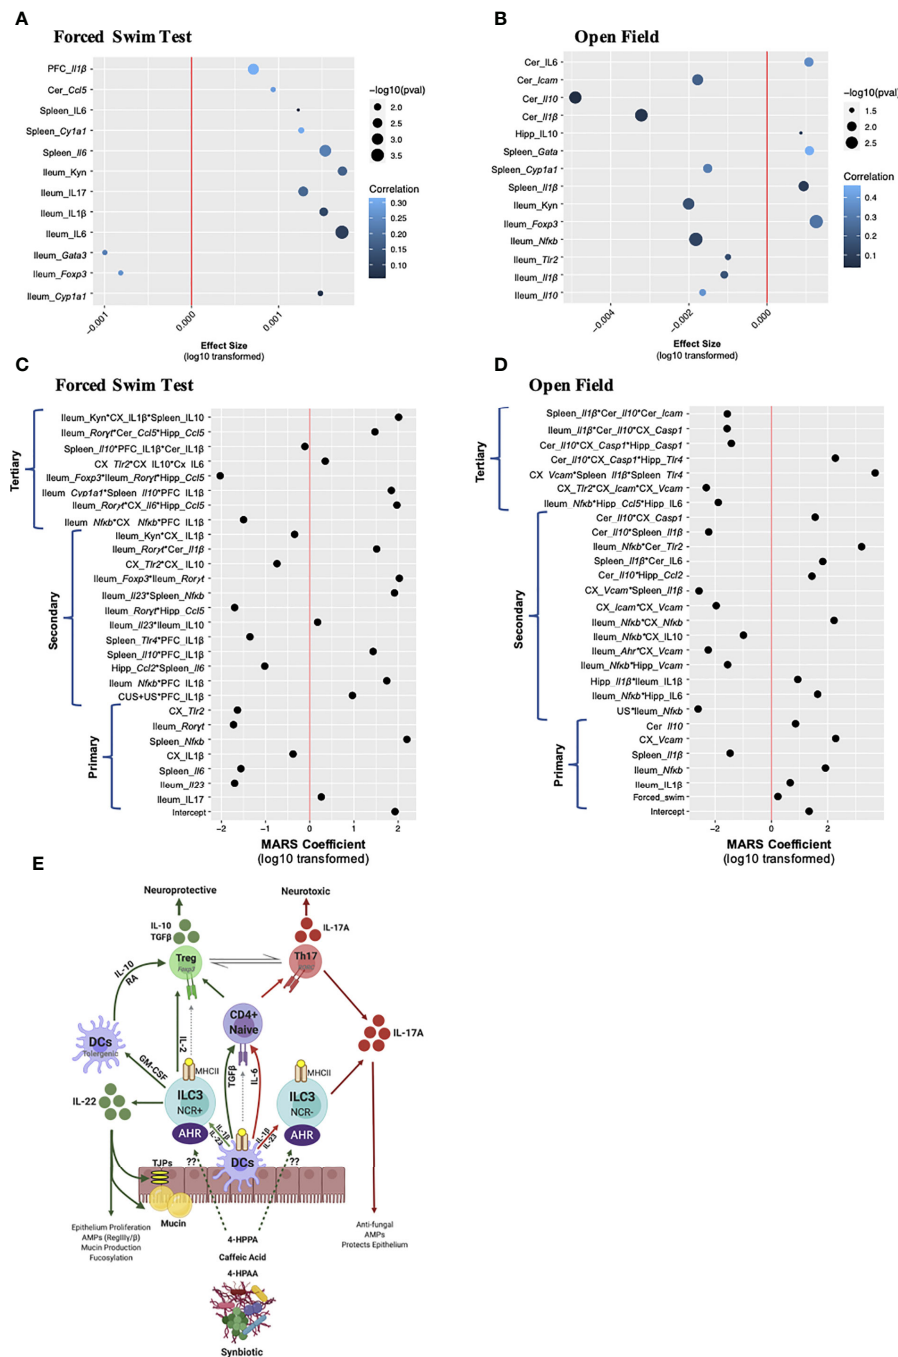 A
Forced Swim Test
PFC_Il1β
Cer_Ccl5
Spleen_IL6
Spleen_Cy1a1
Spleen_Il6
Ileum_Kyn
Ileum_IL17
Ileum_IL1β
Ileum_IL6
Ileum_Gata3
Ileum_Foxp3
Ileum_Cyp1a1
-0.001
0.000
0.001
Effect Size
(log10 transformed)
−log10(pval)
2.0
2.5
3.0
3.5
Correlation
0.30
0.25
0.20
0.15
0.10
B
Open Field
Cer_IL6
Cer_Icam
Cer_Il10
Cer_Il1β
Hipp_IL10
Spleen_Gata
Spleen_Cyp1a1
Spleen_Il1β
Ileum_Kyn
Ileum_Foxp3
Ileum_Nfkb
Ileum_Tlr2
Ileum_Il1β
Ileum_Il10
-0.004
-0.002
0.000
Effect Size
(log10 transformed)
−log10(pval)
1.5
2.0
2.5
Correlation
0.4
0.3
0.2
0.1
C
Forced Swim Test
Tertiary
Ileum_Kyn*CX_IL1β*Spleen_IL10
Ileum_Rorγt*Cer_Ccl5*Hipp_Ccl5
Spleen_Il10*PFC_IL1β*Cer_IL1β
CX_Tlr2*CX_IL10*Cx_IL6
Ileum_Foxp3*Ileum_Rorγt*Hipp_Ccl5
Ileum_Cyp1a1*Spleen_Il10*PFC_IL1β
Ileum_Rorγt*CX_Il6*Hipp_Ccl5
Ileum_Nfkb*CX_Nfkb*PFC_IL1β
Secondary
Ileum_Kyn*CX_IL1β
Ileum_Rorγt*Cer_Il1β
CX_Tlr2*CX_IL10
Ileum_Foxp3*Ileum_Rorγt
Ileum_Il23*Spleen_Nfkb
Ileum_Rorγt*Hipp_Ccl5
Ileum_Il23*Ileum_Il10
Spleen_Tlr4*PFC_IL1β
Spleen_Il10*PFC_IL1β
Hipp_Ccl2*Spleen_Il6
Ileum_Nfkb*PFC_IL1β
CUS+US*PFC_IL1β
Primary
CX_Tlr2
Ileum_Rorγt
Spleen_Nfkb
CX_IL1β
Spleen_Il6
Ileum_Il23
Ileum_IL17
Intercept
−2
−1
0
1
2
MARS Coefficient
(log10 transformed)
D
Open Field
Tertiary
Spleen_Il1β*Cer_Il10*Cer_Icam
Ileum_Il1β*Cer_Il10*CX_Casp1
Cer_Il10*CX_Casp1*Hipp_Casp1
Cer_Il10*CX_Casp1*Hipp_Tlr4
CX_Vcam*Spleen_Il1β*Spleen_Tlr4
CX_Tlr2*CX_Icam*CX_Vcam
Ileum_Nfkb*Hipp_Ccl5*Hipp_IL6
Secondary
Cer_Il10*CX_Casp1
Cer_Il10*Spleen_Il1β
Ileum_Nfkb*Cer_Tlr2
Spleen_Il1β*Cer_IL6
Cer_Il10*Hipp_Ccl2
CX_Vcam*Spleen_Il1β
CX_Icam*CX_Vcam
Ileum_Nfkb*CX_Nfkb
Ileum_Nfkb*CX_IL10
Ileum_Ahr*CX_Vcam
Ileum_Nfkb*Hipp_Vcam
Hipp_Il1β*Ileum_IL1β
Ileum_Nfkb*Hipp_IL6
US*Ileum_Nfkb
Primary
Cer_Il10
CX_Vcam
Spleen_Il1β
Ileum_Nfkb
Ileum_IL1β
Forced_swim
Intercept
−2
0
2
MARS Coefficient
(log10 transformed)
E
Neuroprotective
Neurotoxic
IL-10
TGFβ
IL-17A
Treg
Foxp3
Th17
IL-10
RA
CD4+
Naive
IL-17A
DCs
Tolergenic
IL-2
GM-CSF
MHCII
TGFβ
IL-9
MHCII
IL-22
ILC3
NCR+
ILC3
NCR-
AHR
IL-1β
IL-23
IL-1β
IL-23
AHR
DCs
TJPs
??
??
Mucin
Epithelium Proliferation
AMPs (RegIIIγ/β)
Mucin Production
Fucosylation
Anti-fungal
AMPs
Protects Epithelium
4-HPPA
Caffeic Acid
4-HPAA
Synbiotic